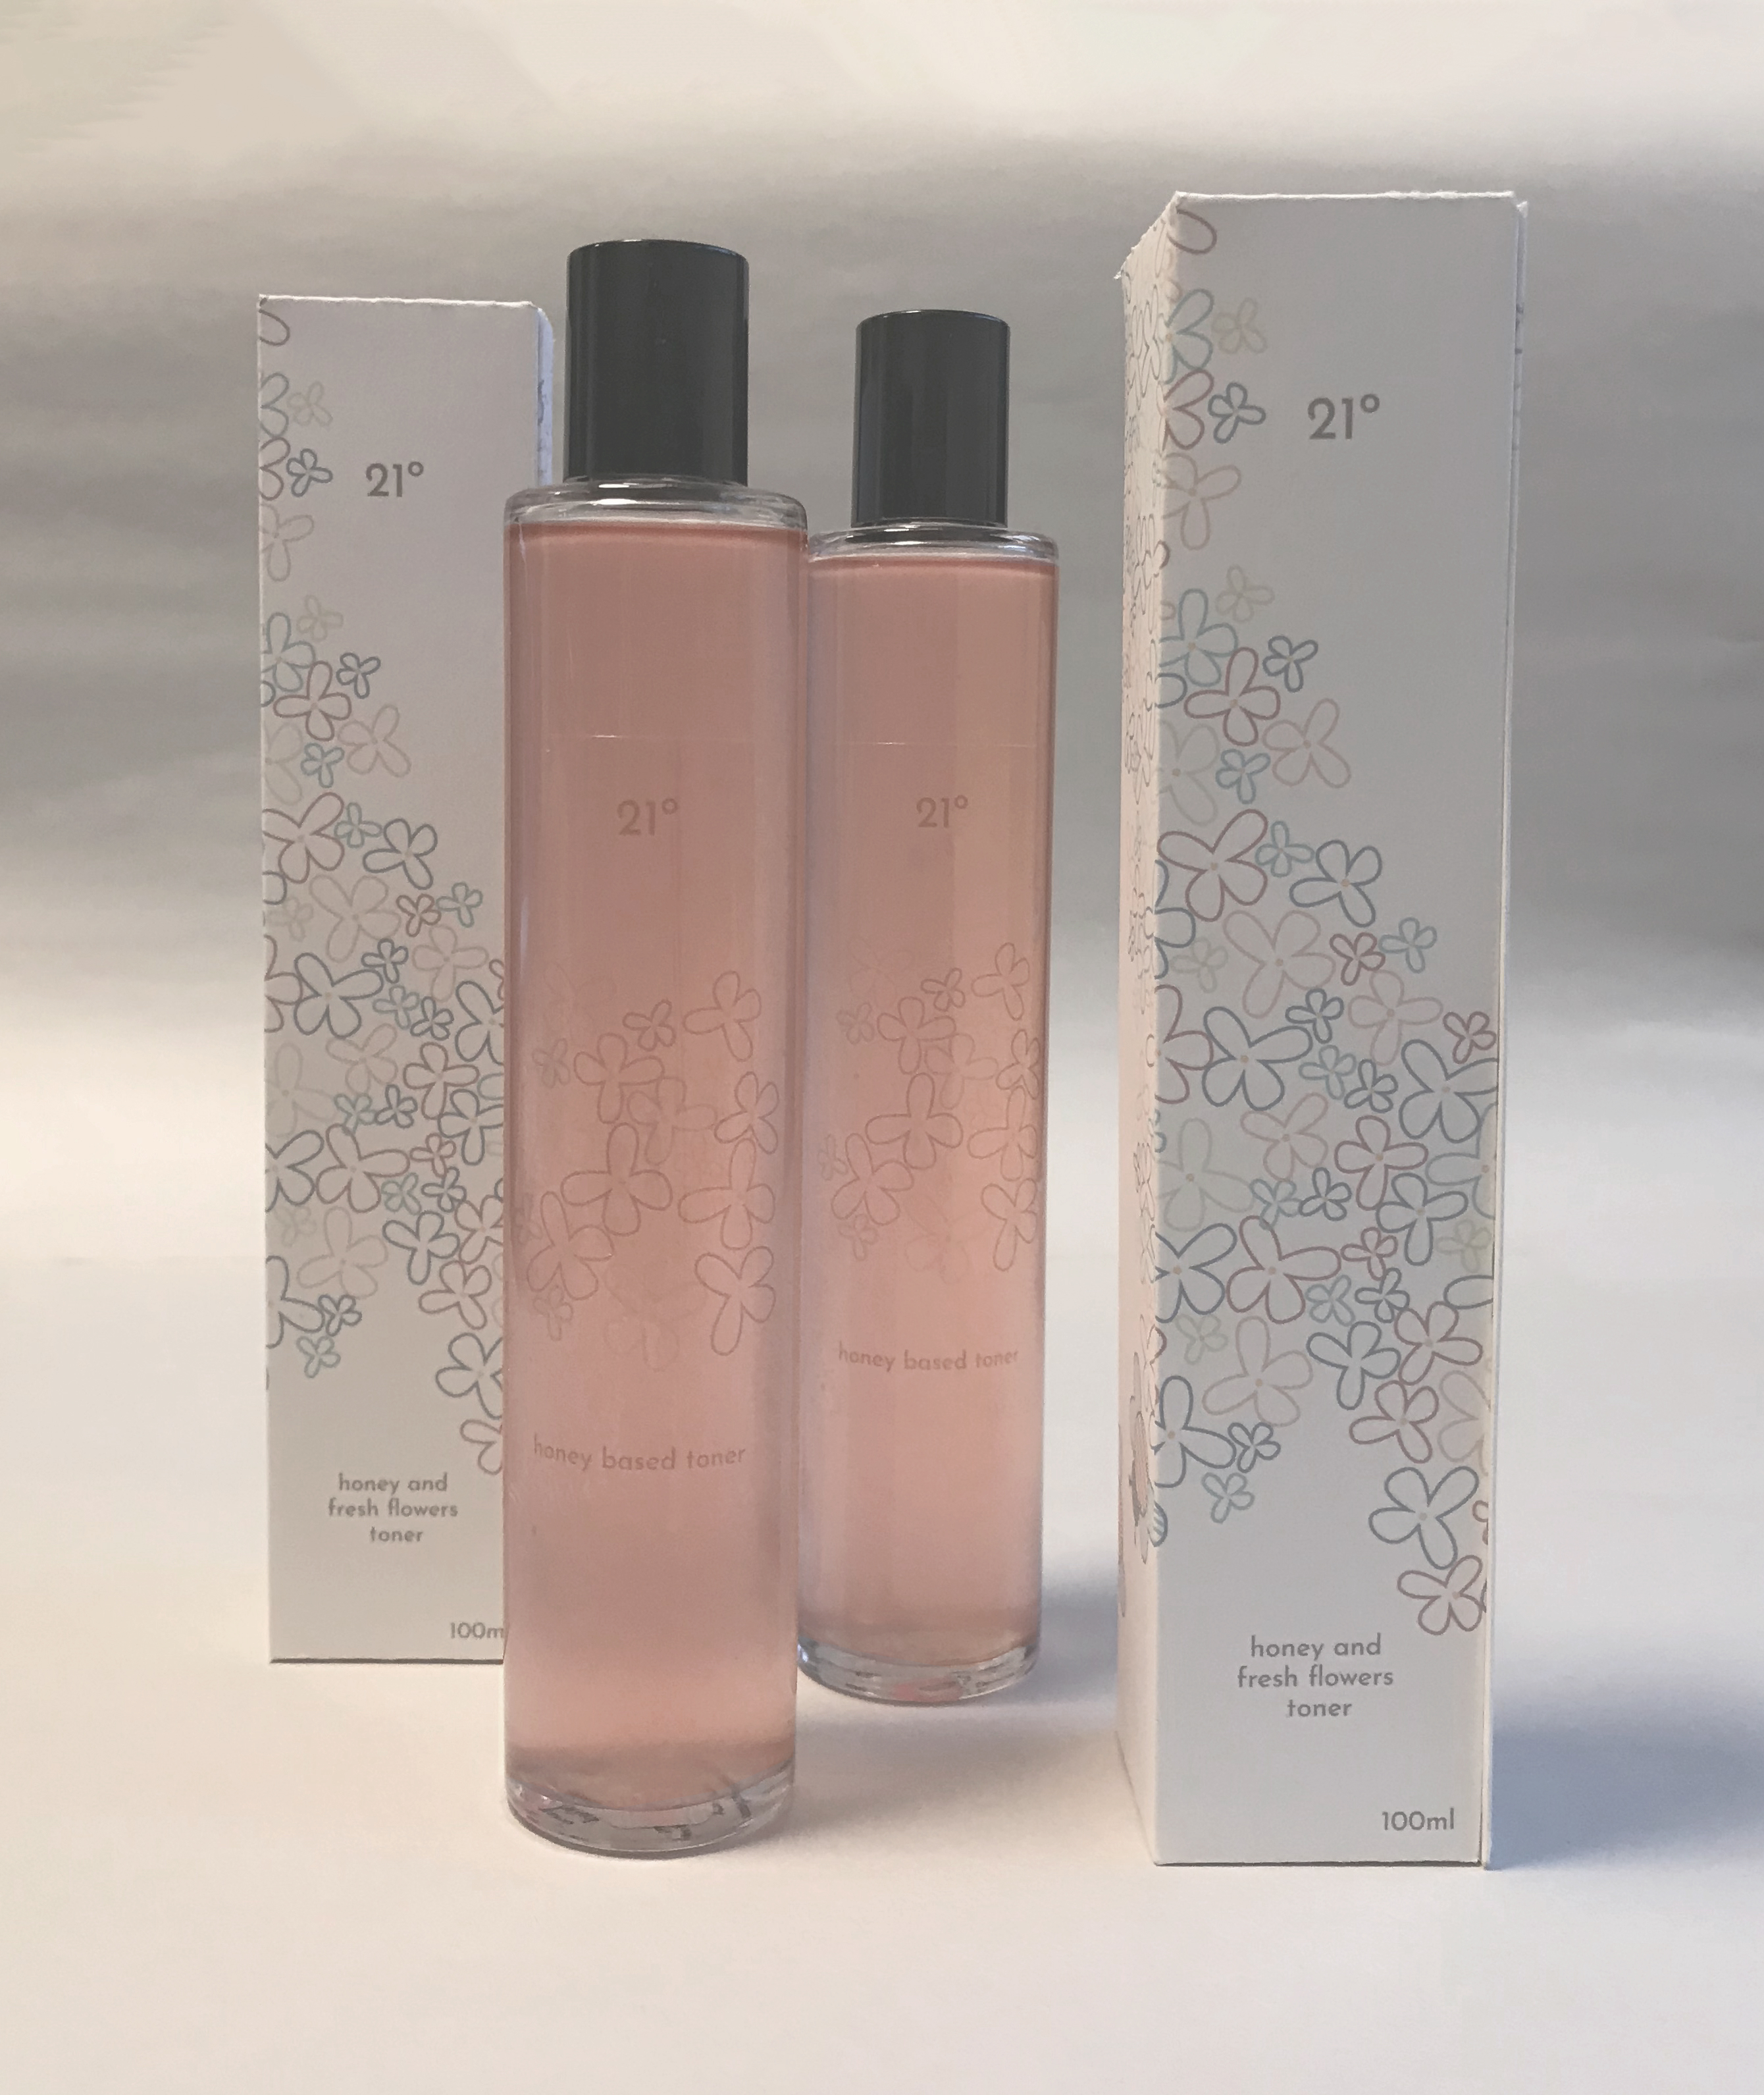 21°
honey and
fresh flowers
toner
100m
21°
honey based toner
21°
honey based toner
21°
honey and
fresh flowers
toner
100ml